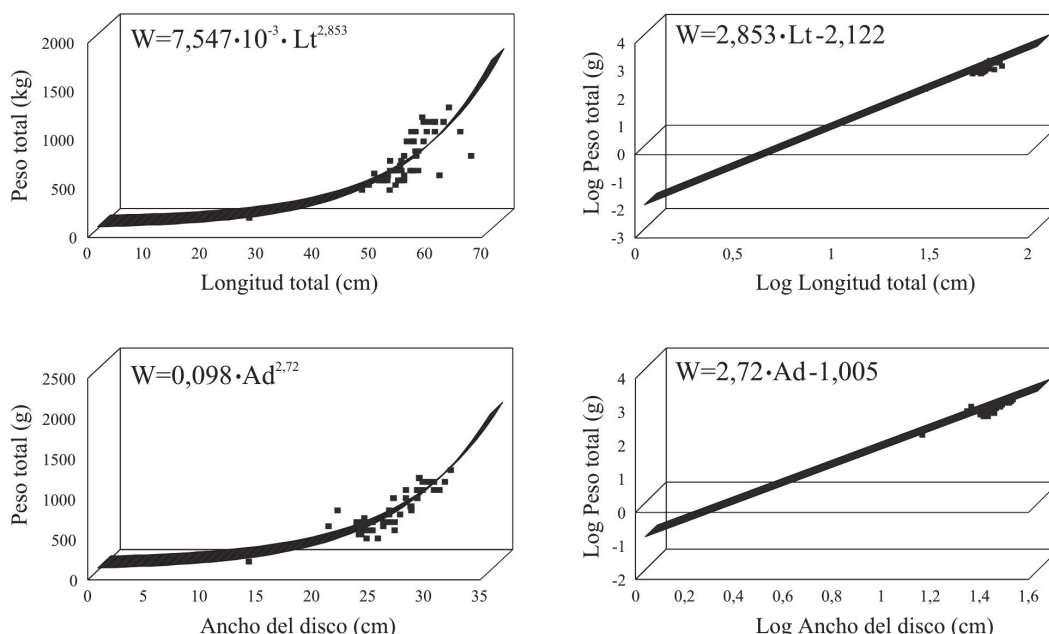 W=7,547·10⁻³·Lt²,⁸⁵³
Peso total (kg)
2000
1500
1000
500
0
0 10 20 30 40 50 60 70
Longitud total (cm)
W=2,853·Lt-2,122
Log Peso total (g)
4
3
2
1
0
-1
-2
-3
0 0,5 1 1,5 2
Log Longitud total (cm)
W=0,098·Ad²,⁷²
Peso total (g)
2500
2000
1500
1000
500
0
0 5 10 15 20 25 30 35
Ancho del disco (cm)
W=2,72·Ad-1,005
Log Peso total (g)
4
3
2
1
0
-1
-2
0 0,2 0,4 0,6 0,8 1 1,2 1,4 1,6
Log Ancho del disco (cm)